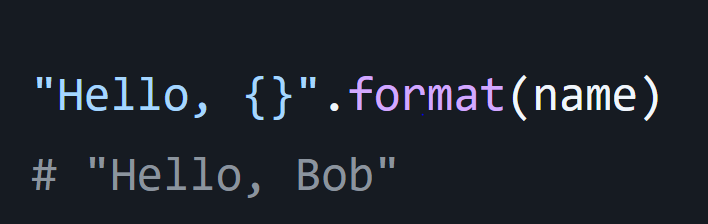 "Hello, {}".format(name)
# "Hello, Bob"